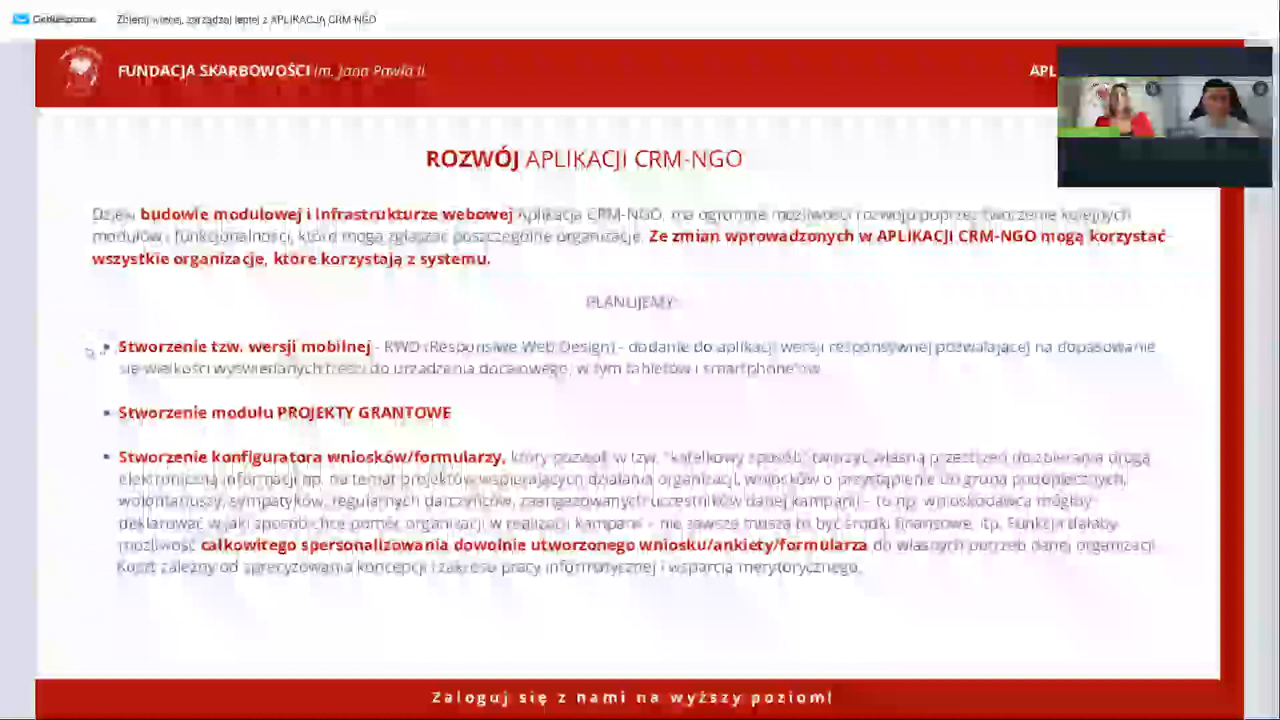 Zbieraj więcej, zarządzaj lepiej z APLIKACJĄ CRM-NGO
FUNDACJA SKARBOWOŚCI im. Jana Pawła II
APL
ROZWÓJ APLIKACJI CRM-NGO
Dzięki budowie modułowej i infrastrukturze webowej Aplikacja CRM-NGO, ma ogromne możliwości rozwoju poprzez tworzenie kolejnych
modułów i funkcjonalności, które mogą zgłaszać poszczególne organizacje. Ze zmian wprowadzonych w APLIKACJI CRM-NGO mogą korzystać
wszystkie organizacje, które korzystają z systemu.
PLANUJEMY:
• Stworzenie tzw. wersji mobilnej - RWD (Responsive Web Design) - dodanie do aplikacji wersji responsywnej pozwalającej na dopasowanie
się wielkości wyświetlanych treści do urządzenia docelowego, w tym tabletów i smartphone'ów.
• Stworzenie modułu PROJEKTY GRANTOWE
• Stworzenie konfiguratora wniosków/formularzy, który pozwoli w tzw. "kafelkowy sposób" tworzyć własną przestrzeń do zbierania drogą
elektroniczną informacji np. na temat projektów wspierających działania organizacji, wniosków o przystąpienie do grona podopiecznych,
wolontariuszy, sympatyków, regularnych darczyńców, zaangażowanych uczestników danej kampanii - to np. wnioskodawca mógłby
deklarować w jaki sposób chce pomóc organizacji w realizacji kampanii - nie zawsze muszą to być środki finansowe, itp. Funkcja dałaby
możliwość całkowitego spersonalizowania dowolnie utworzonego wniosku/ankiety/formularza do własnych potrzeb danej organizacji.
Koszt zależny od sprecyzowania koncepcji i zakresu pracy informatycznej i wsparcia merytorycznego.
Zaloguj się z nami na wyższy poziom!